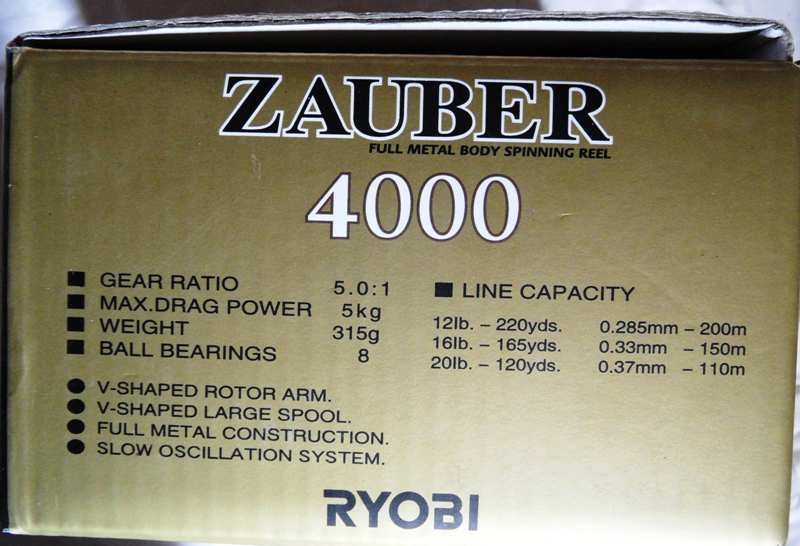 ZAUBER
FULL METAL BODY SPINNING REEL
4000
GEAR RATIO 5.0:1
MAX.DRAG POWER 5kg
WEIGHT 315g
BALL BEARINGS 8
LINE CAPACITY
12lb. – 220yds. 0.285mm – 200m
16lb. – 165yds. 0.33mm – 150m
20lb. – 120yds. 0.37mm – 110m
V-SHAPED ROTOR ARM.
V-SHAPED LARGE SPOOL.
FULL METAL CONSTRUCTION.
SLOW OSCILLATION SYSTEM.
RYOBI